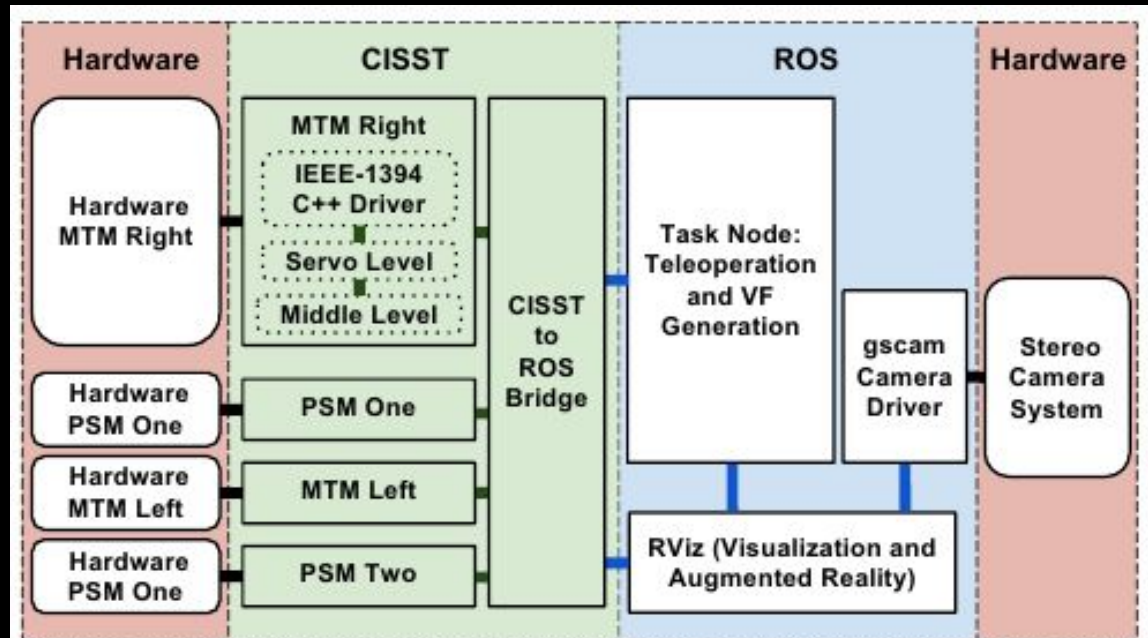 Hardware
CISST
ROS
Hardware
Hardware
MTM Right
MTM Right
IEEE-1394
C++ Driver
Servo Level
Middle Level
CISST
to
ROS
Bridge
Task Node:
Teleoperation
and VF
Generation
gscam
Camera
Driver
Stereo
Camera
System
Hardware
PSM One
PSM One
Hardware
MTM Left
MTM Left
Hardware
PSM One
PSM Two
RViz (Visualization and
Augmented Reality)